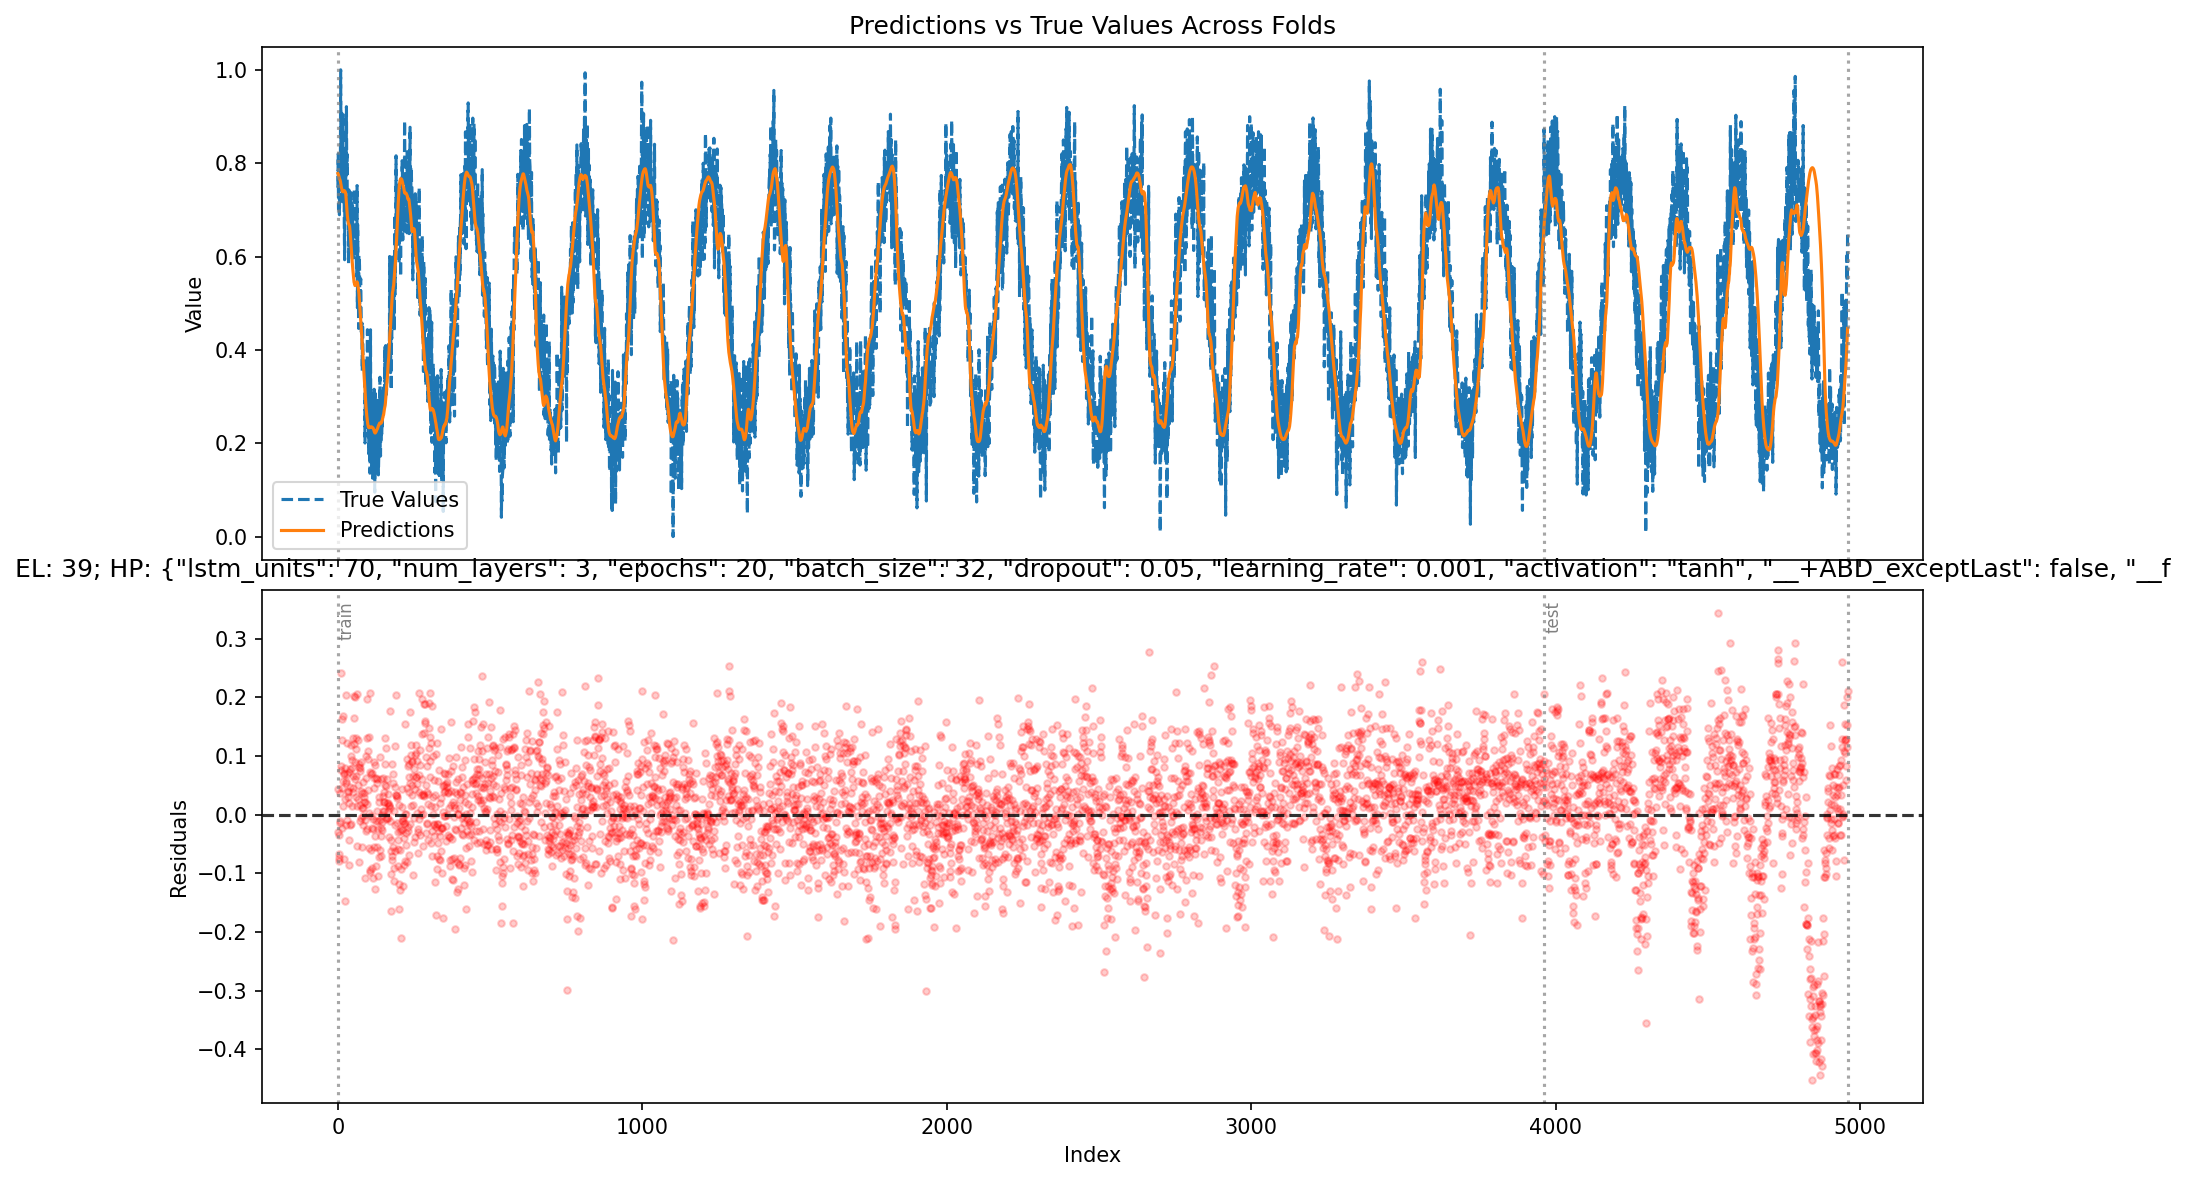 Predictions vs True Values Across Folds
1.0
0.8
0.6
0.4
0.2
0.0
Value
True Values
Predictions
EL: 39; HP: {"lstm_units": 70, "num_layers": 3, "epochs": 20, "batch_size": 32, "dropout": 0.05, "learning_rate": 0.001, "activation": "tanh", "__+ABD_exceptLast": false, "__f
train
test
0.3
0.2
0.1
0.0
−0.1
−0.2
−0.3
−0.4
Residuals
0
1000
2000
3000
4000
5000
Index